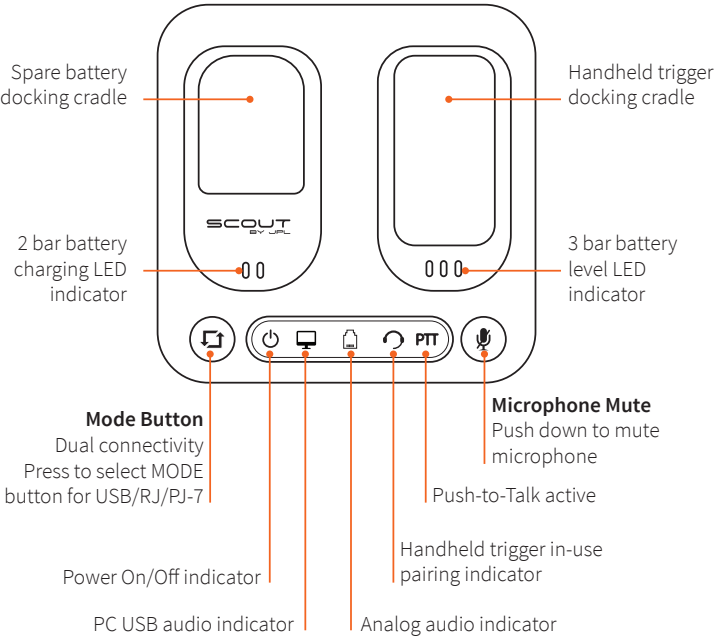 Spare battery
docking cradle
Handheld trigger
docking cradle
SCOUT
BY JPL
2 bar battery
charging LED
indicator
3 bar battery
level LED
indicator
PTT
Mode Button
Dual connectivity
Press to select MODE
button for USB/RJ/PJ-7
Microphone Mute
Push down to mute
microphone
Push-to-Talk active
Handheld trigger in-use
pairing indicator
Power On/Off indicator
PC USB audio indicator
Analog audio indicator